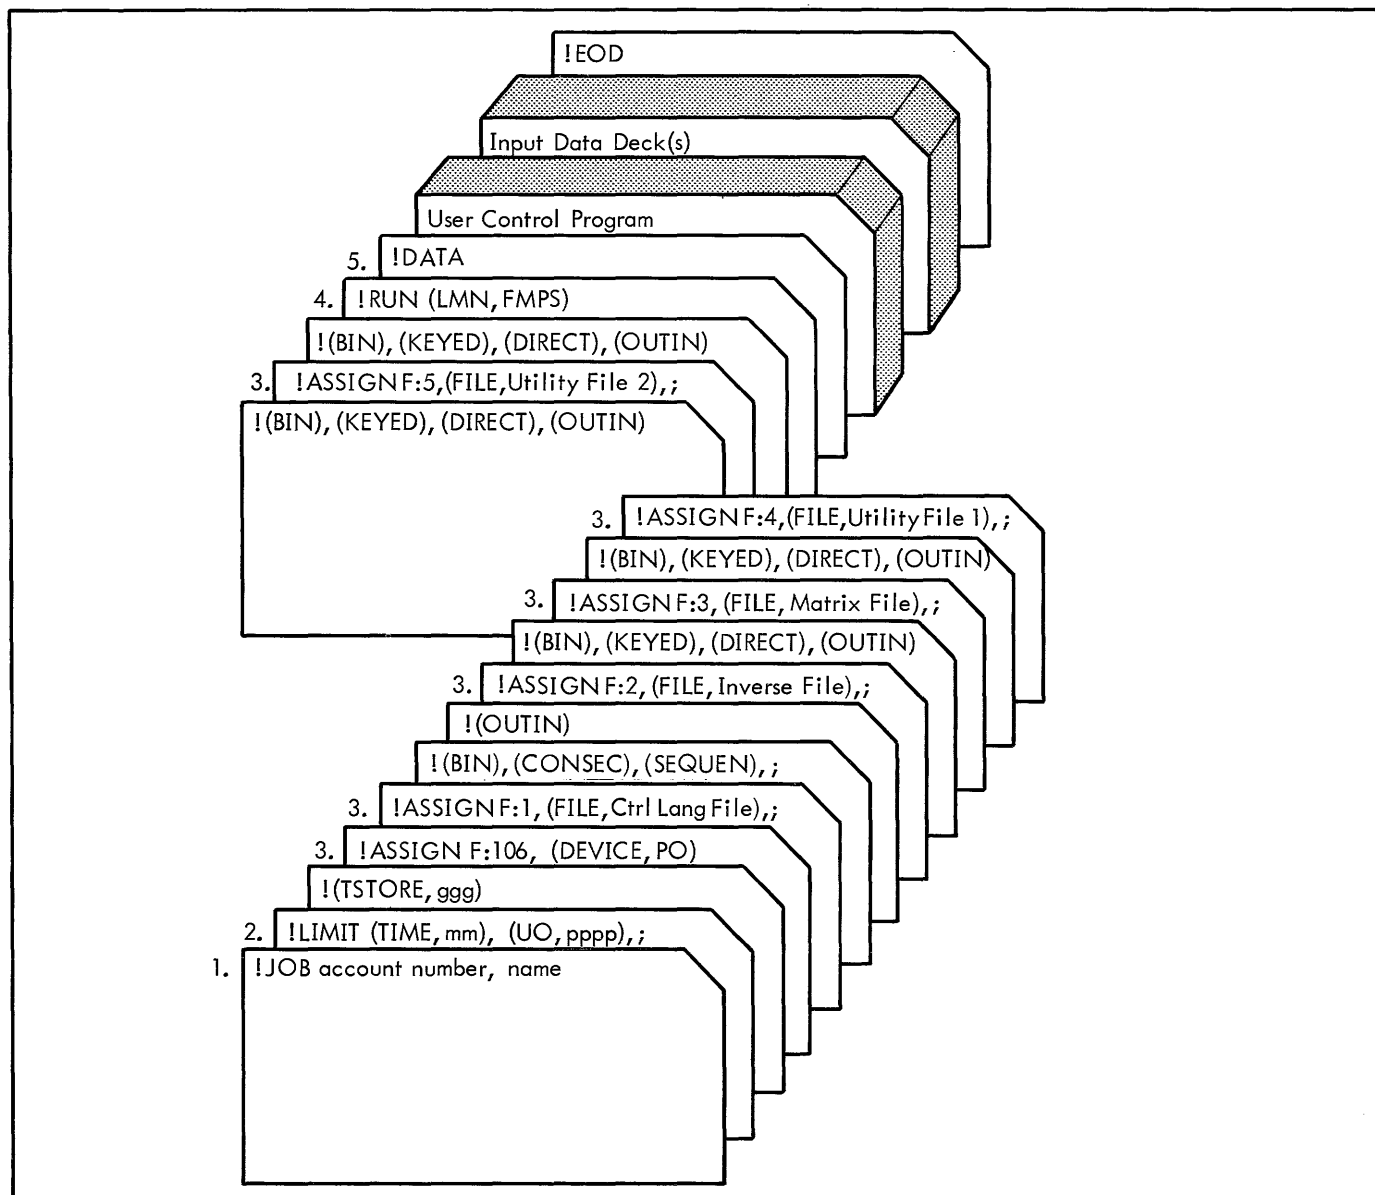 !EOD
Input Data Deck(s)
User Control Program
5. !DATA
4. !RUN (LMN, FMPS)
!(BIN), (KEYED), (DIRECT), (OUTIN)
3. !ASSIGN F:5,(FILE,Utility File 2),;
!(BIN), (KEYED), (DIRECT), (OUTIN)
3. !ASSIGN F:4,(FILE,Utility File 1),;
!(BIN), (KEYED), (DIRECT), (OUTIN)
3. !ASSIGN F:3, (FILE, Matrix File),;
!(BIN), (KEYED), (DIRECT), (OUTIN)
3. !ASSIGN F:2, (FILE, Inverse File),;
!(OUTIN)
!(BIN), (CONSEC), (SEQUEN),;
3. !ASSIGN F:1, (FILE,Ctrl Lang File),;
3. !ASSIGN F:106, (DEVICE, PO)
!(TSTORE, ggg)
2. !LIMIT (TIME, mm), (UO, pppp),;
1. !JOB account number, name